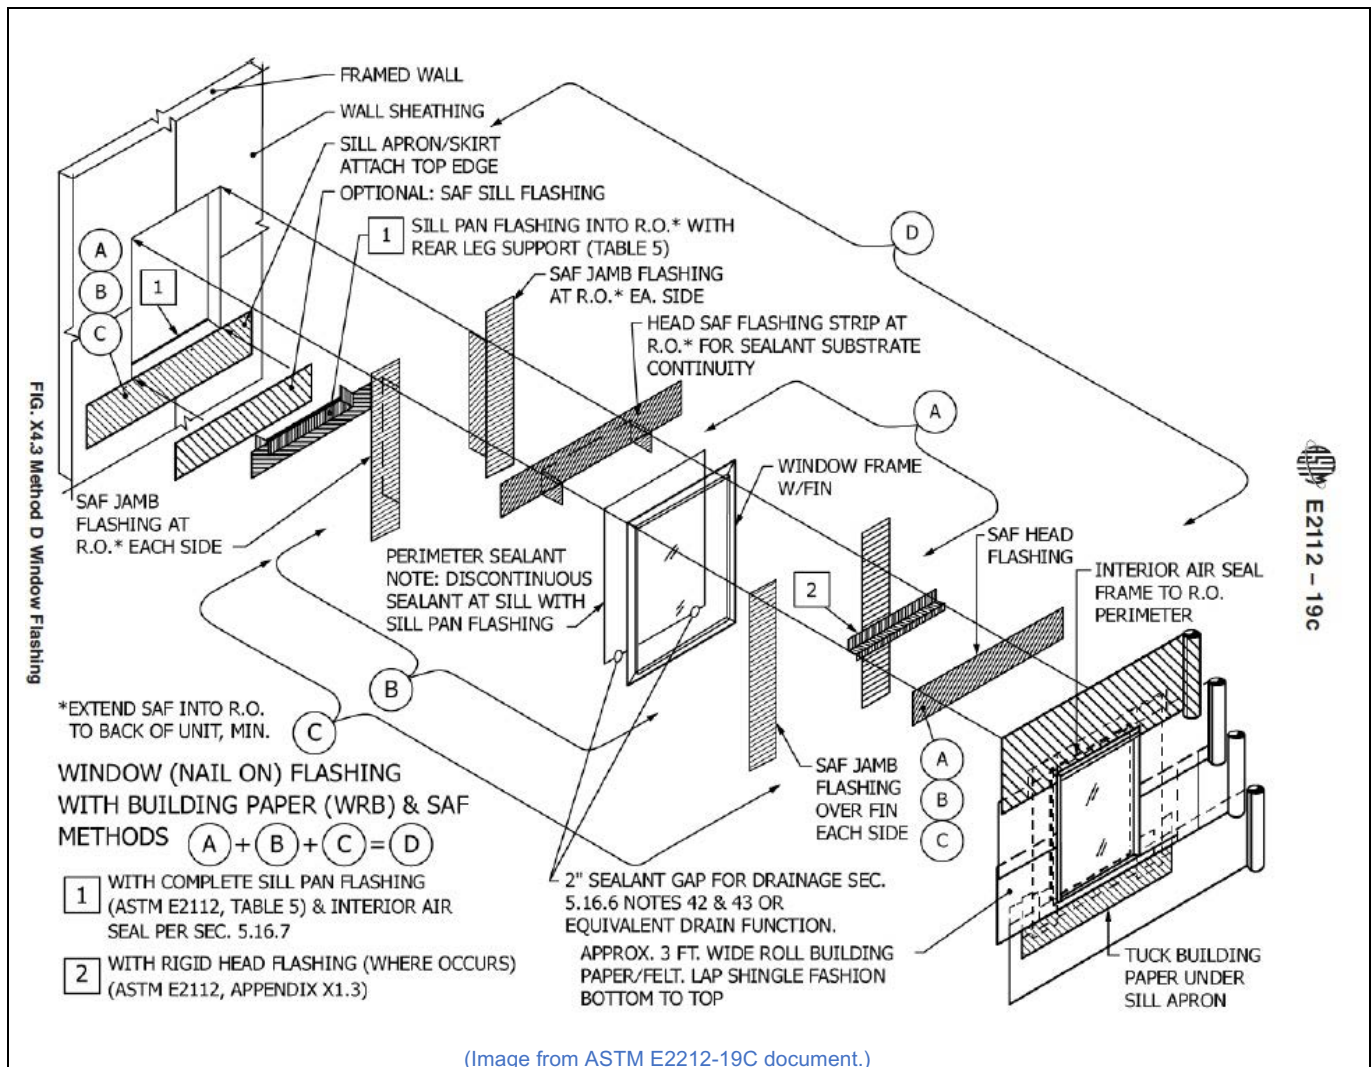 FRAMED WALL
WALL SHEATHING
SILL APRON/SKIRT
ATTACH TOP EDGE
OPTIONAL: SAF SILL FLASHING
1
SILL PAN FLASHING INTO R.O.* WITH
REAR LEG SUPPORT (TABLE 5)
SAF JAMB FLASHING
AT R.O.* EA. SIDE
HEAD SAF FLASHING STRIP AT
R.O.* FOR SEALANT SUBSTRATE
CONTINUITY
D
A
B
C
1
A
WINDOW FRAME
W/FIN
SAF JAMB
FLASHING AT
R.O.* EACH SIDE
PERIMETER SEALANT
NOTE: DISCONTINUOUS
SEALANT AT SILL WITH
SILL PAN FLASHING
2
SAF HEAD
FLASHING
INTERIOR AIR SEAL
FRAME TO R.O.
PERIMETER
B
C
*EXTEND SAF INTO R.O.
TO BACK OF UNIT, MIN.
SAF JAMB
FLASHING
OVER FIN
EACH SIDE
A
B
C
WINDOW (NAIL ON) FLASHING
WITH BUILDING PAPER (WRB) & SAF
METHODS A + B + C = D
1 WITH COMPLETE SILL PAN FLASHING
(ASTM E2112, TABLE 5) & INTERIOR AIR
SEAL PER SEC. 5.16.7
2 WITH RIGID HEAD FLASHING (WHERE OCCURS)
(ASTM E2112, APPENDIX X1.3)
2" SEALANT GAP FOR DRAINAGE SEC.
5.16.6 NOTES 42 & 43 OR
EQUIVALENT DRAIN FUNCTION.
APPROX. 3 FT. WIDE ROLL BUILDING
PAPER/FELT. LAP SHINGLE FASHION
BOTTOM TO TOP
TUCK BUILDING
PAPER UNDER
SILL APRON
FIG. X4.3 Method D Window Flashing
ASTM
E2112 – 19c
(Image from ASTM E2212-19C document.)